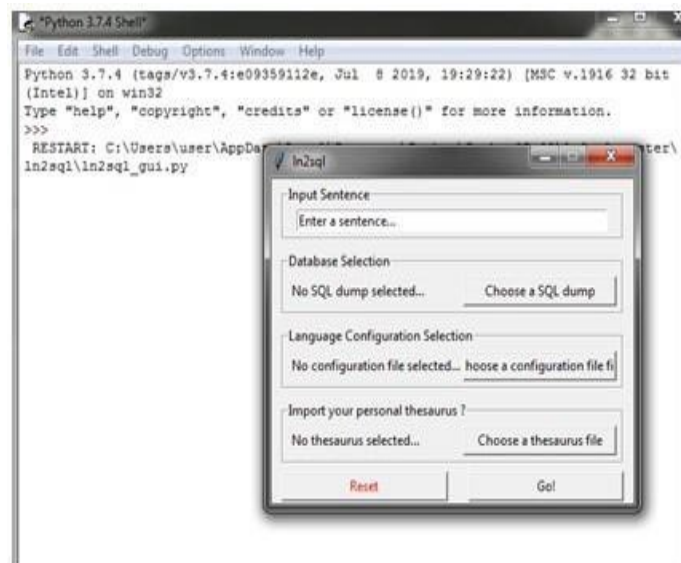 *Python 3.7.4 Shell*
File Edit Shell Debug Options Window Help
Python 3.7.4 (tags/v3.7.4:e09359112e, Jul 8 2019, 19:29:22) [MSC v.1916 32 bit
(Intel)] on win32
Type "help", "copyright", "credits" or "license()" for more information.
>>>
RESTART: C:\Users\user\AppDa
ln2sql\ln2sql_gui.py
ln2sql
Input Sentence
Enter a sentence...
Database Selection
No SQL dump selected... Choose a SQL dump
Language Configuration Selection
No configuration file selected... hoose a configuration file fi
Import your personal thesaurus ?
No thesaurus selected... Choose a thesaurus file
Reset Go!